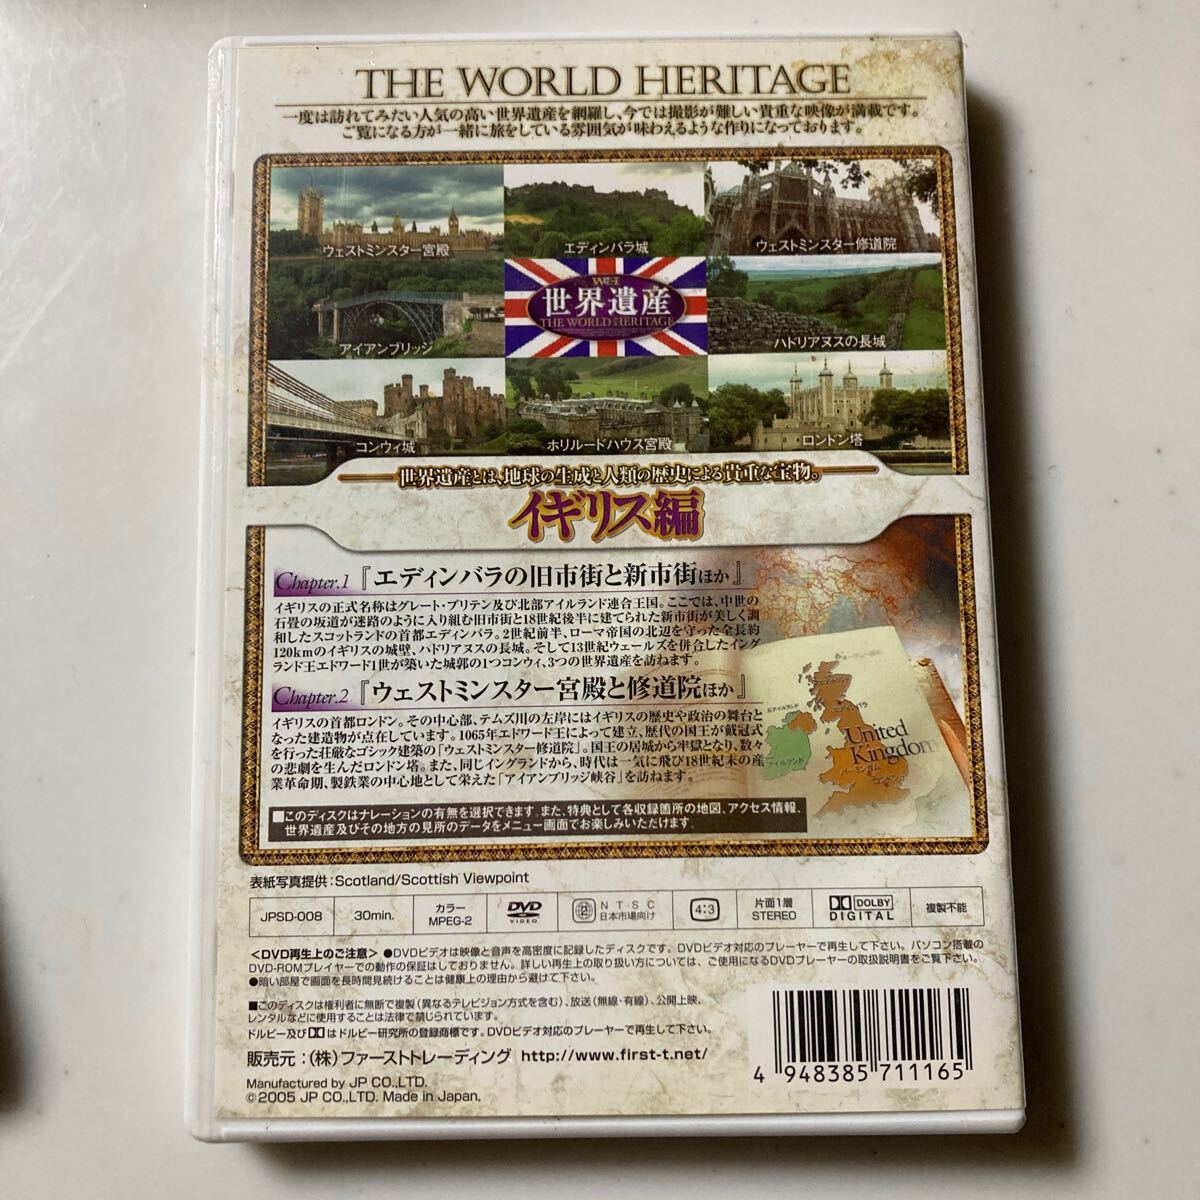 THE WORLD HERITAGE
一度は訪れてみたい人気の高い世界遺産を網羅し、今では撮影が難しい貴重な映像が満載です。
ご覧になる方が一緒に旅をしている雰囲気が味わえるような作りになっております。
ウェストミンスター宮殿
エディンバラ城
ウェストミンスター修道院
アイアンブリッジ
世界遺産
THE WORLD HERITAGE
ハドリアヌスの長城
コンウィ城
ホリルードハウス宮殿
ロンドン塔
世界遺産とは、地球の生成と人類の歴史による貴重な宝物。
イギリス編
Chapter.1 『エディンバラの旧市街と新市街ほか』
イギリスの正式名称はグレート・ブリテン及び北部アイルランド連合王国。ここでは、中世の
石畳の坂道が迷路のように入り組む旧市街と18世紀後半に建てられた新市街が美しく調
和したスコットランドの首都エディンバラ。2世紀前半、ローマ帝国の北辺を守った全長約
120kmのイギリスの城壁、ハドリアヌスの長城。そして13世紀ウェールズを併合したイング
ランド王エドワード1世が築いた城郭の1つコンウィ、3つの世界遺産を訪ねます。
Chapter.2 『ウェストミンスター宮殿と修道院ほか』
イギリスの首都ロンドン。その中心部、テムズ川の左岸にはイギリスの歴史や政治の舞台と
なった建造物が点在しています。1065年エドワード王によって建立、歴代の国王が戴冠式
を行った荘厳なゴシック建築の「ウェストミンスター修道院」。国王の居城から牢獄となり、数々
の悲劇を生んだロンドン塔。また、同じイングランドから、時代は一気に飛び18世紀末の産
業革命期、製鉄業の中心地として栄えた「アイアンブリッジ峡谷」を訪ねます。
北アイルランド
エディンバラ
United
Kingdom
アイルランド
バーミンガム
ロンドン
■このディスクはナレーションの有無を選択できます。また、特典として各収録箇所の地図、アクセス情報、
世界遺産及びその地方の見所のデータをメニュー画面でお楽しみいただけます。
表紙写真提供:Scotland/Scottish Viewpoint
JPSD-008
30min.
カラー
MPEG-2
DVD
VIDEO
2
NTSC
日本市場向け
4:3
片面1層
STEREO
DOLBY
DIGITAL
複製不能
<DVD再生上のご注意> ●DVDビデオは映像と音声を高密度に記録したディスクです。DVDビデオ対応のプレーヤーで再生して下さい。パソコン搭載の
DVD-ROMプレイヤーでの動作の保証はしておりません。詳しい再生上の取り扱い方については、ご使用になるDVDプレーヤーの取扱説明書をご覧下さい。
●暗い部屋で画面を長時間見続けることは健康上の理由から避けて下さい。
■このディスクは権利者に無断で複製(異なるテレビジョン方式を含む)、放送(無線・有線)、公開上映、
レンタルなどに使用することは法律で禁じられています。
ドルビー及びはドルビー研究所の登録商標です。DVDビデオ対応のプレーヤーで再生して下さい。
販売元:(株)ファーストトレーディング http://www.first-t.net/
Manufactured by JP CO.,LTD.
©2005 JP CO.,LTD. Made in Japan.
4 948385 711165